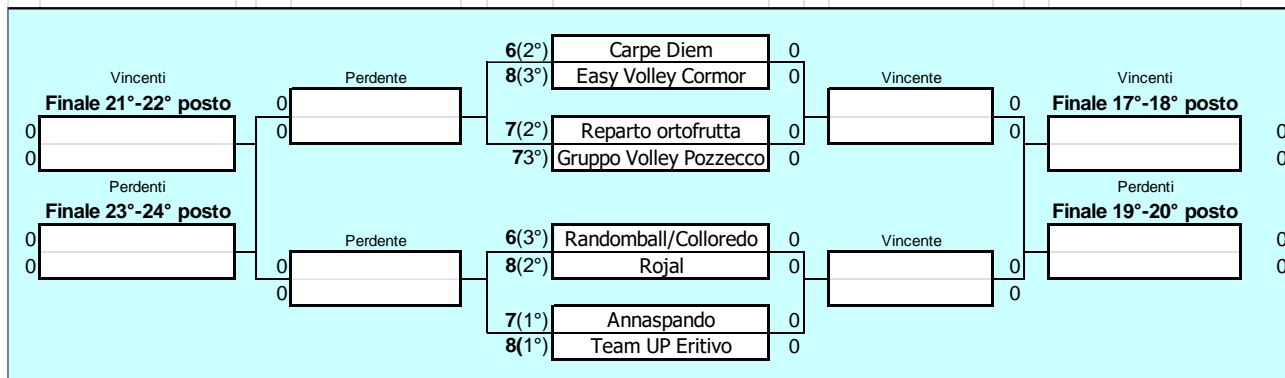 6(2°) Carpe Diem 0
Vincenti Perdente 8(3°) Easy Volley Cormor 0 Vincente Vincenti
Finale 21°-22° posto 0 0 Finale 17°-18° posto
0 0 7(2°) Reparto ortofrutta 0 0 0
0 73°) Gruppo Volley Pozzecco 0 0
Perdenti Perdenti
Finale 23°-24° posto Finale 19°-20° posto
0 Perdente 6(3°) Randomball/Colloredo 0 Vincente 0
0 0 8(2°) Rojal 0 0 0
0 0
7(1°) Annaspando 0
8(1°) Team UP Eritivo 0